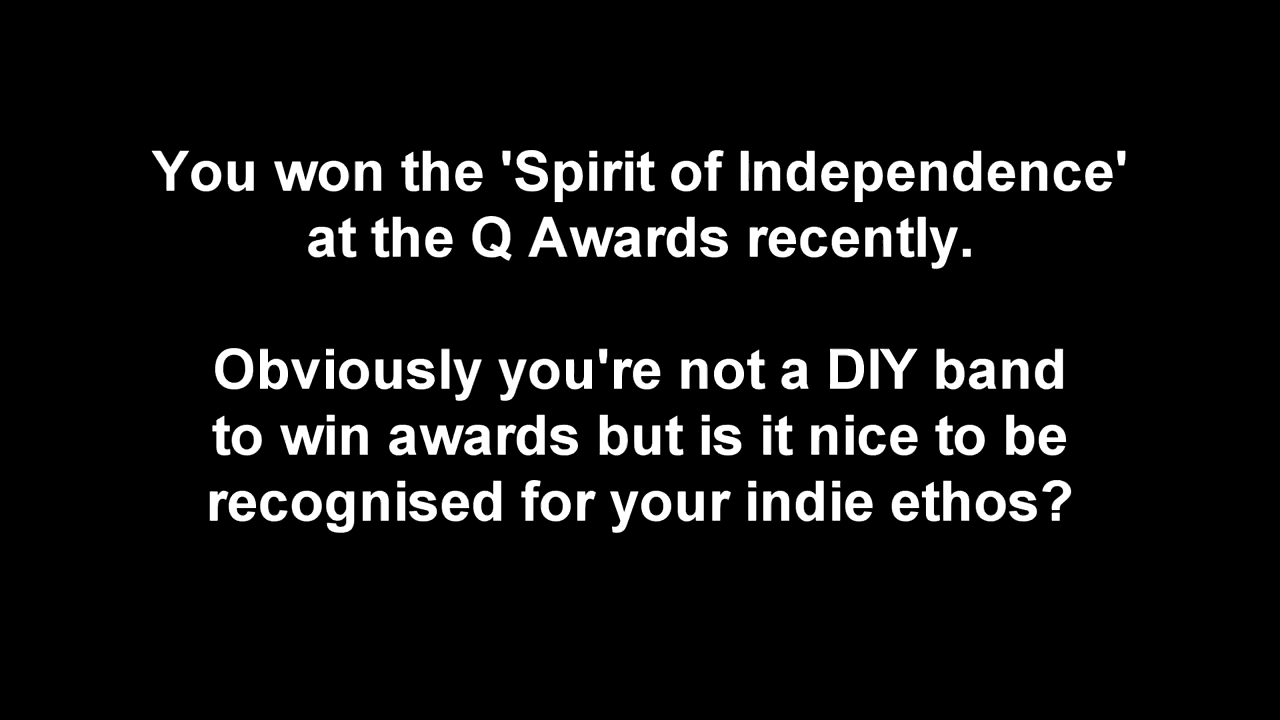 You won the 'Spirit of Independence'
at the Q Awards recently.
Obviously you're not a DIY band
to win awards but is it nice to be
recognised for your indie ethos?